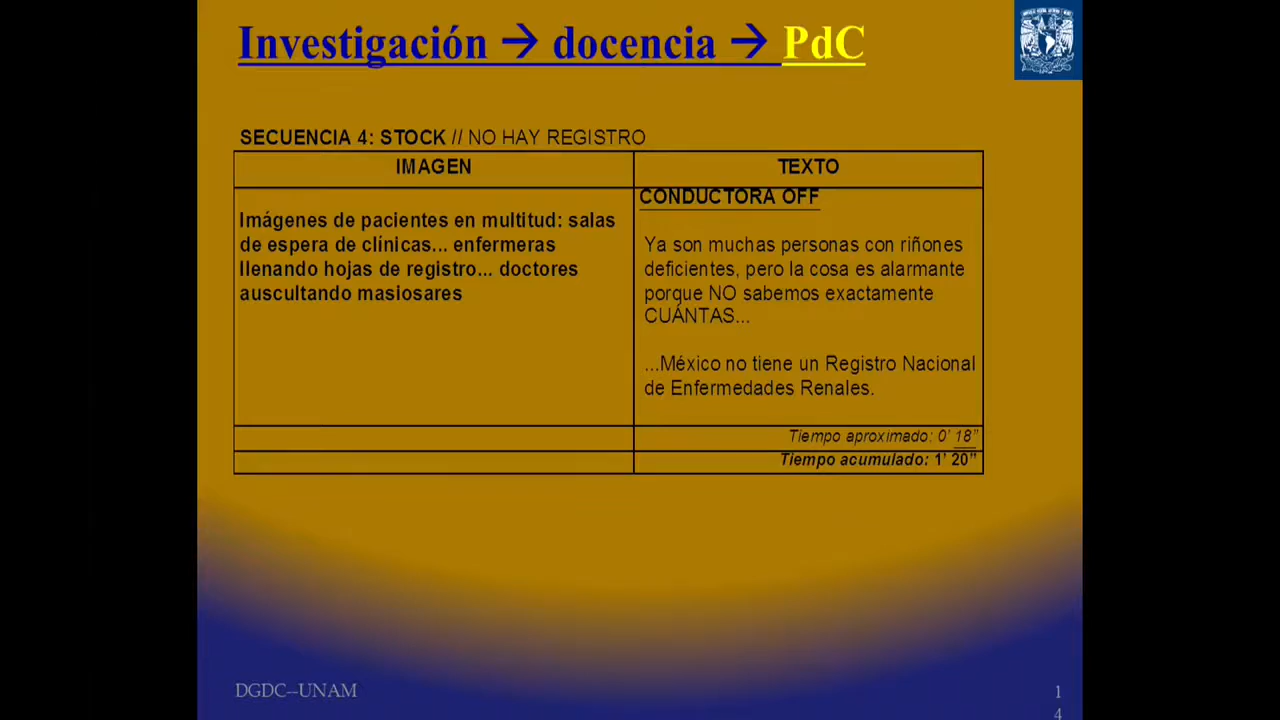 Investigación → docencia → PdC
SECUENCIA 4: STOCK // NO HAY REGISTRO
IMAGEN
TEXTO
Imágenes de pacientes en multitud: salas
de espera de clínicas... enfermeras
llenando hojas de registro... doctores
auscultando masiosares
CONDUCTORA OFF
Ya son muchas personas con riñones
deficientes, pero la cosa es alarmante
porque NO sabemos exactamente
CUÁNTAS...
...México no tiene un Registro Nacional
de Enfermedades Renales.
Tiempo aproximado: 0' 18"
Tiempo acumulado: 1' 20"
DGDC--UNAM
1
4